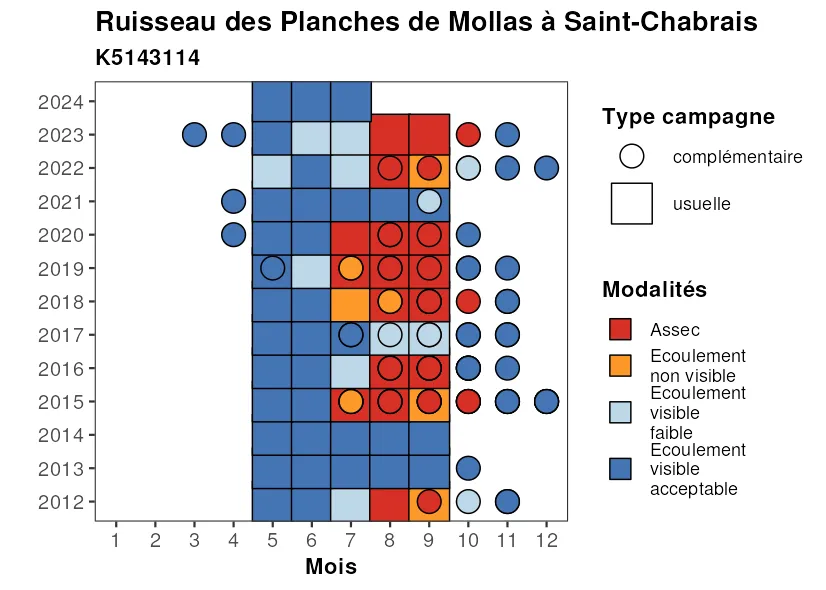 Ruisseau des Planches de Mollas à Saint-Chabrais
K5143114
2024
2023
2022
2021
2020
2019
2018
2017
2016
2015
2014
2013
2012
1 2 3 4 5 6 7 8 9 10 11 12
Mois
Type campagne
complémentaire
usuelle
Modalités
Assec
Ecoulement
non visible
Ecoulement
visible
faible
Ecoulement
visible
acceptable